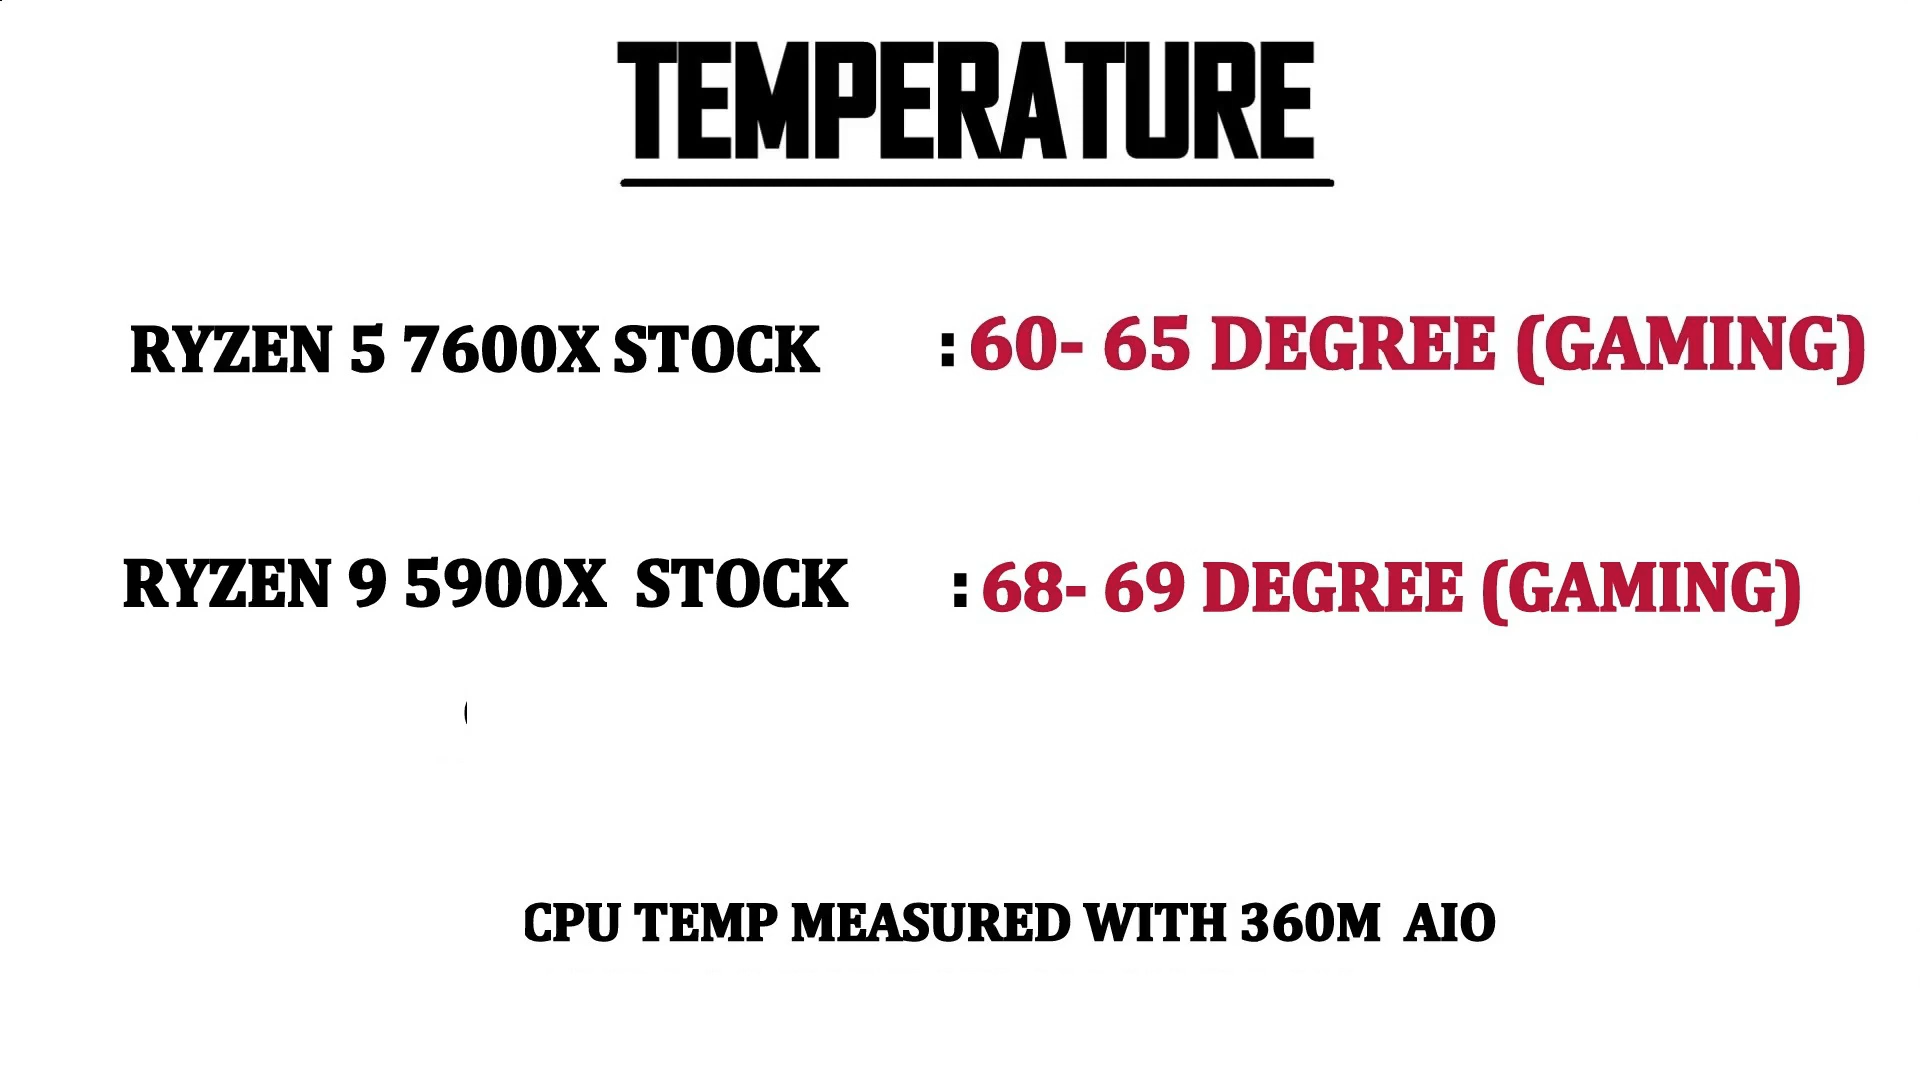 TEMPERATURE
RYZEN 5 7600X STOCK : 60- 65 DEGREE (GAMING)
RYZEN 9 5900X STOCK : 68- 69 DEGREE (GAMING)
CPU TEMP MEASURED WITH 360M AIO